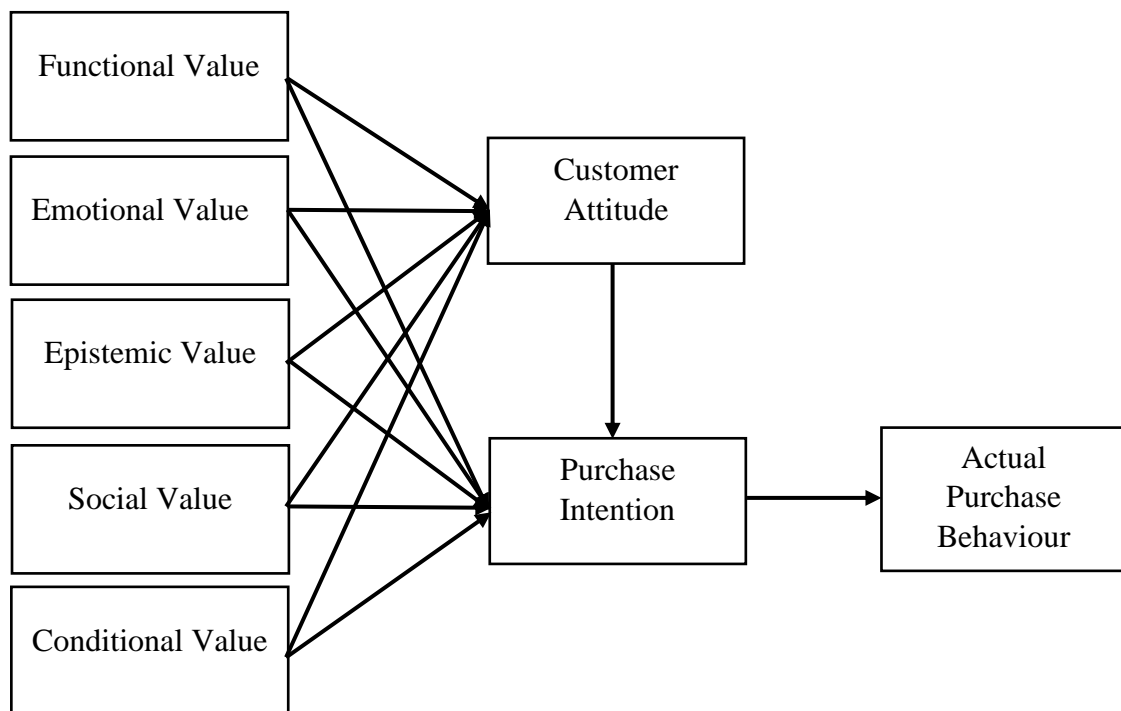 Functional Value
Emotional Value
Epistemic Value
Social Value
Conditional Value
Customer
Attitude
Purchase
Intention
Actual
Purchase
Behaviour